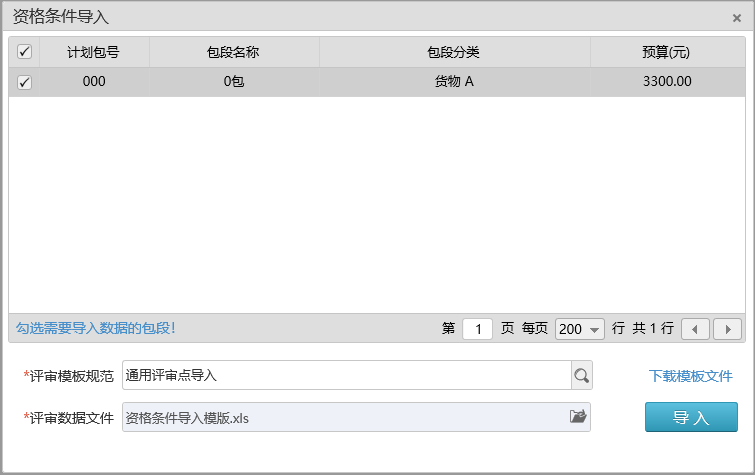 资格条件导入
计划包号 包段名称 包段分类 预算(元)
000 0包 货物 A 3300.00
勾选需要导入数据的包段! 第 1 页 每页 200 行 共 1 行
*评审模板规范 通用评审点导入 下载模板文件
*评审数据文件 资格条件导入模版.xls 导 入